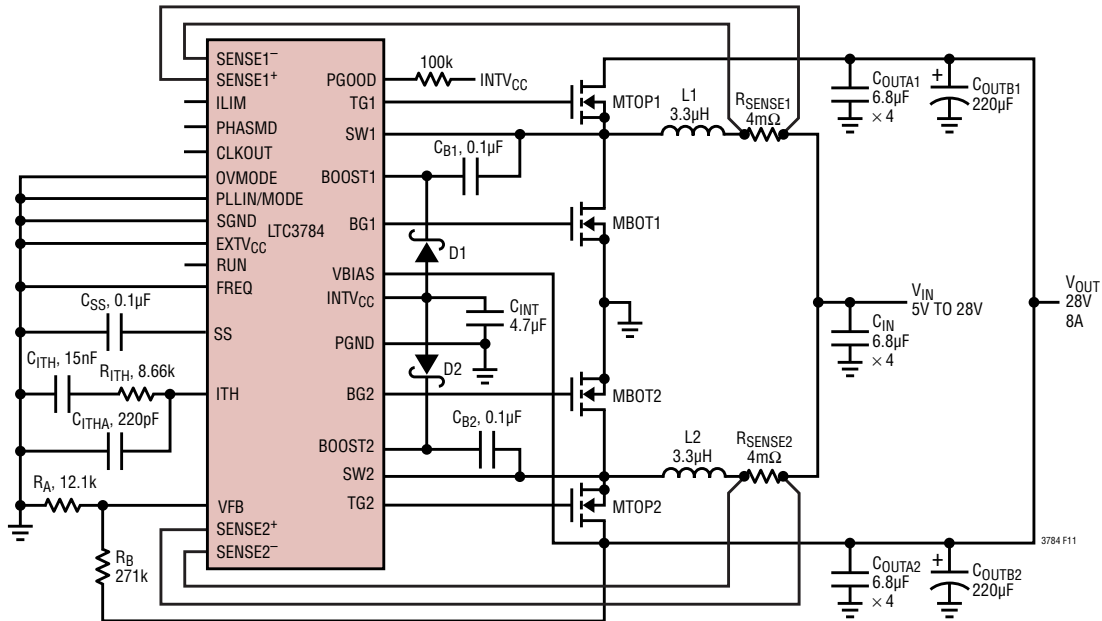 SENSE1–
SENSE1+
ILIM
PHASMD
CLKOUT
OVMODE
PLLIN/MODE
SGND
EXTVCC
RUN
FREQ
SS
ITH
VFB
SENSE2+
SENSE2–
LTC3784
PGOOD
TG1
SW1
BOOST1
BG1
VBIAS
INTVCC
PGND
BG2
BOOST2
SW2
TG2
CSS, 0.1µF
CITH, 15nF
RITH, 8.66k
CITHA, 220pF
RA, 12.1k
RB
271k
100k
INTVCC
CB1, 0.1µF
D1
CINT
4.7µF
D2
CB2, 0.1µF
MTOP1
MBOT1
MBOT2
MTOP2
L1
3.3µH
RSENSE1
4mΩ
L2
3.3µH
RSENSE2
4mΩ
COUTA1
6.8µF
× 4
+
COUTB1
220µF
VIN
5V TO 28V
CIN
6.8µF
× 4
VOUT
28V
8A
COUTA2
6.8µF
× 4
+
COUTB2
220µF
3784 F11